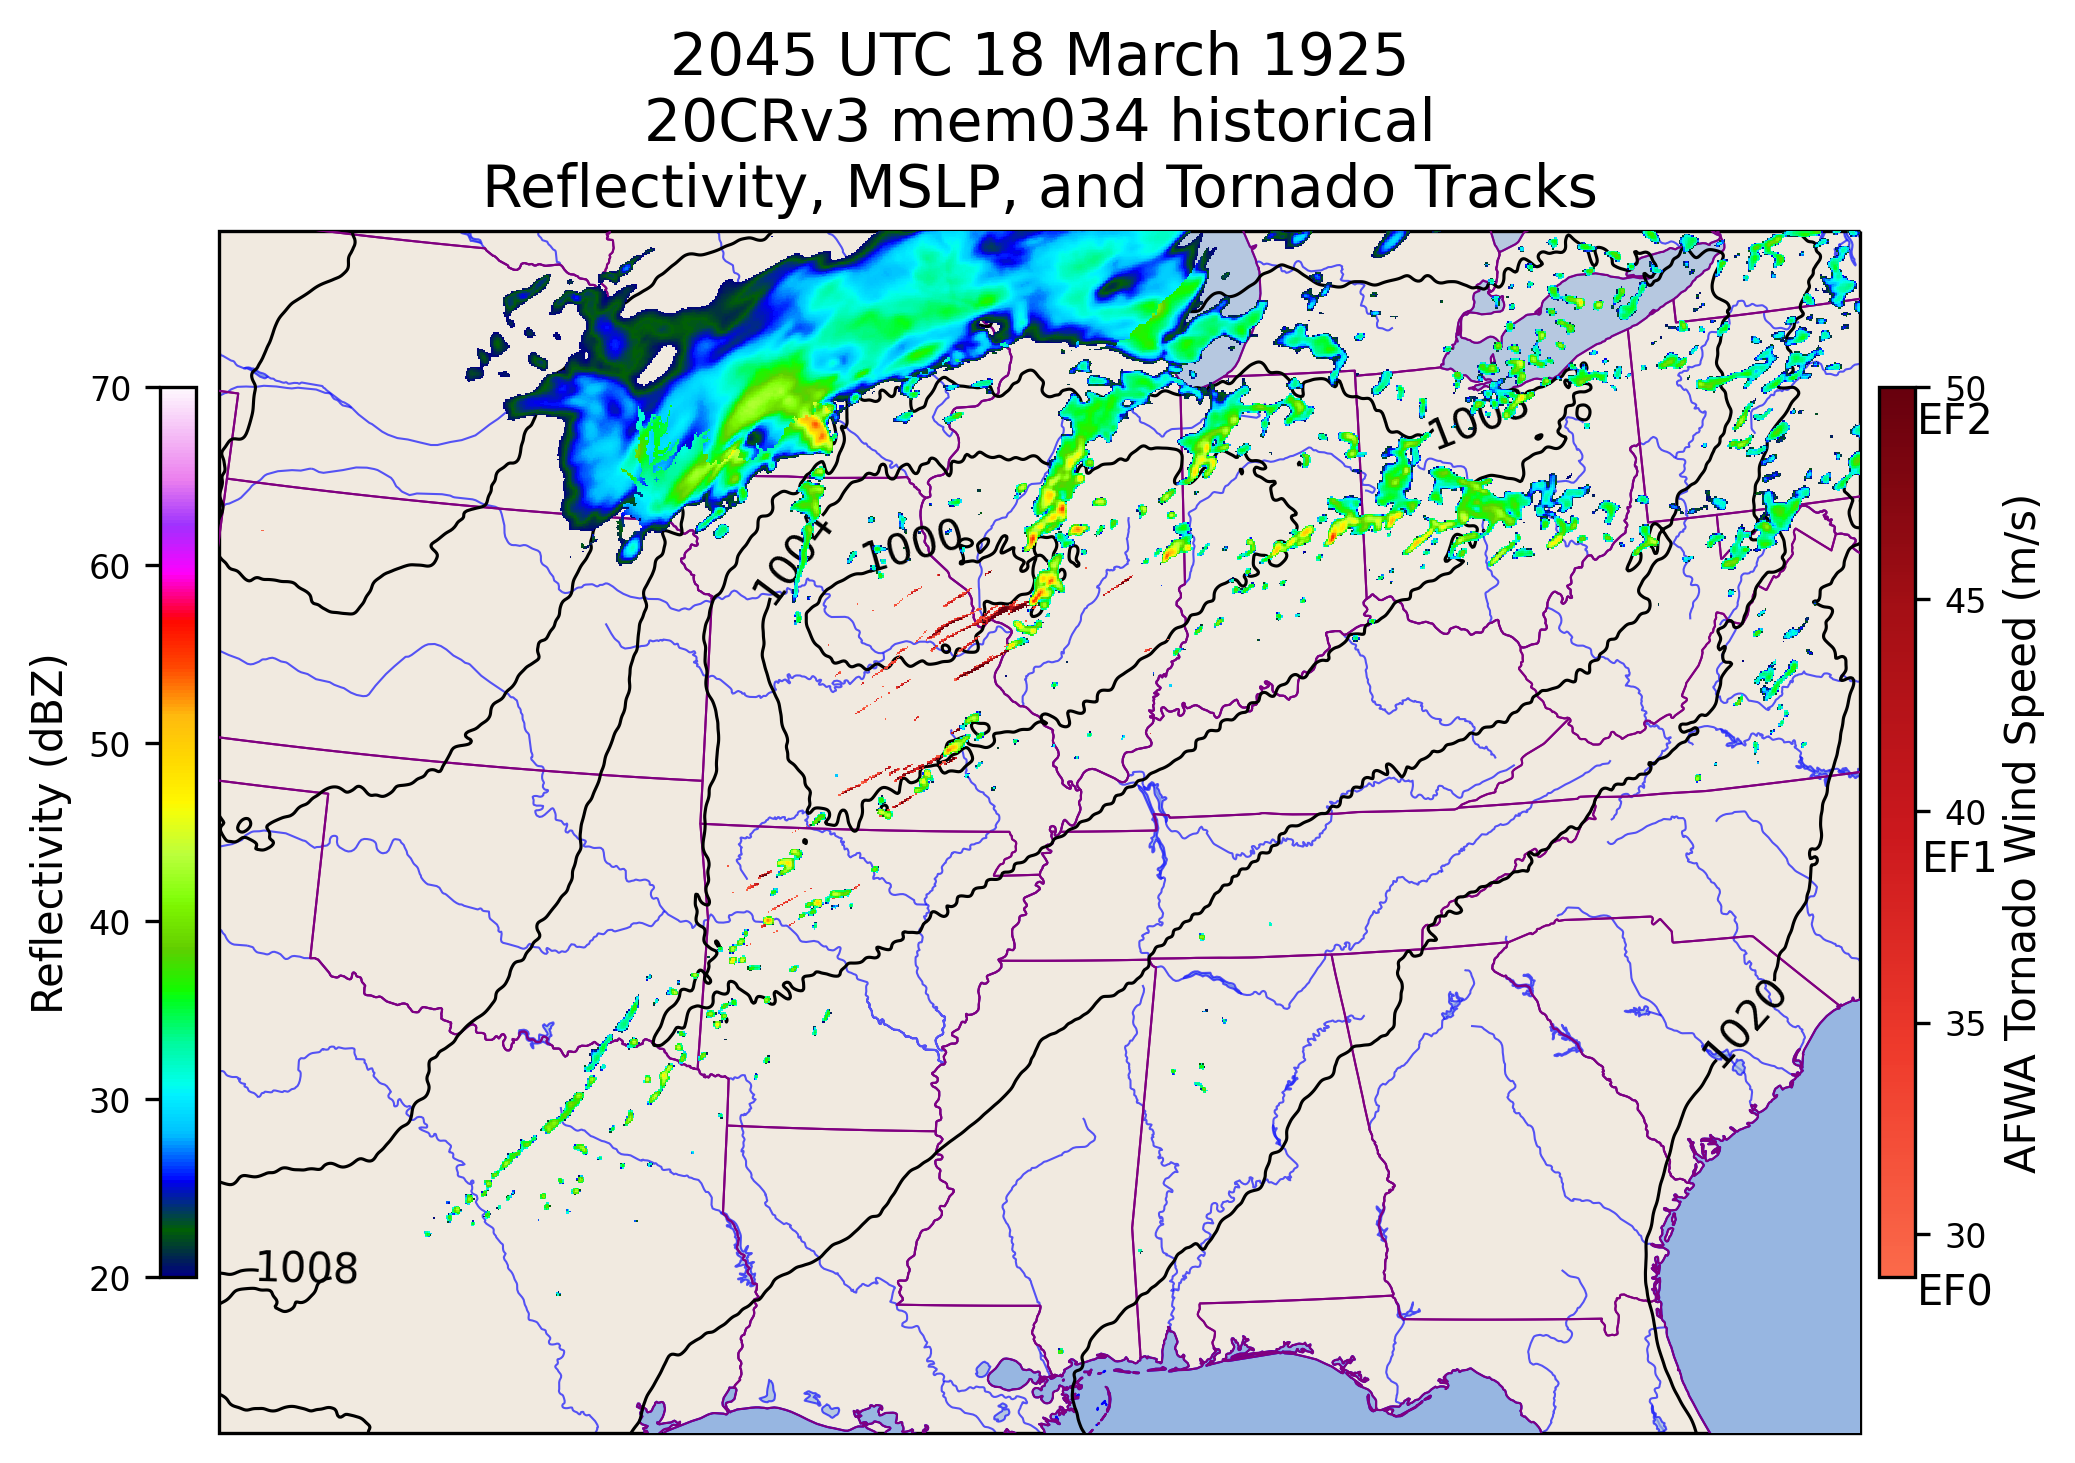 2045 UTC 18 March 1925
20CRv3 mem034 historical
Reflectivity, MSLP, and Tornado Tracks
70
60
50
40
30
20
Reflectivity (dBZ)
1004
1000
1008
1020
1008
50
EF2
45
40
EF1
35
30
EF0
AFWA Tornado Wind Speed (m/s)